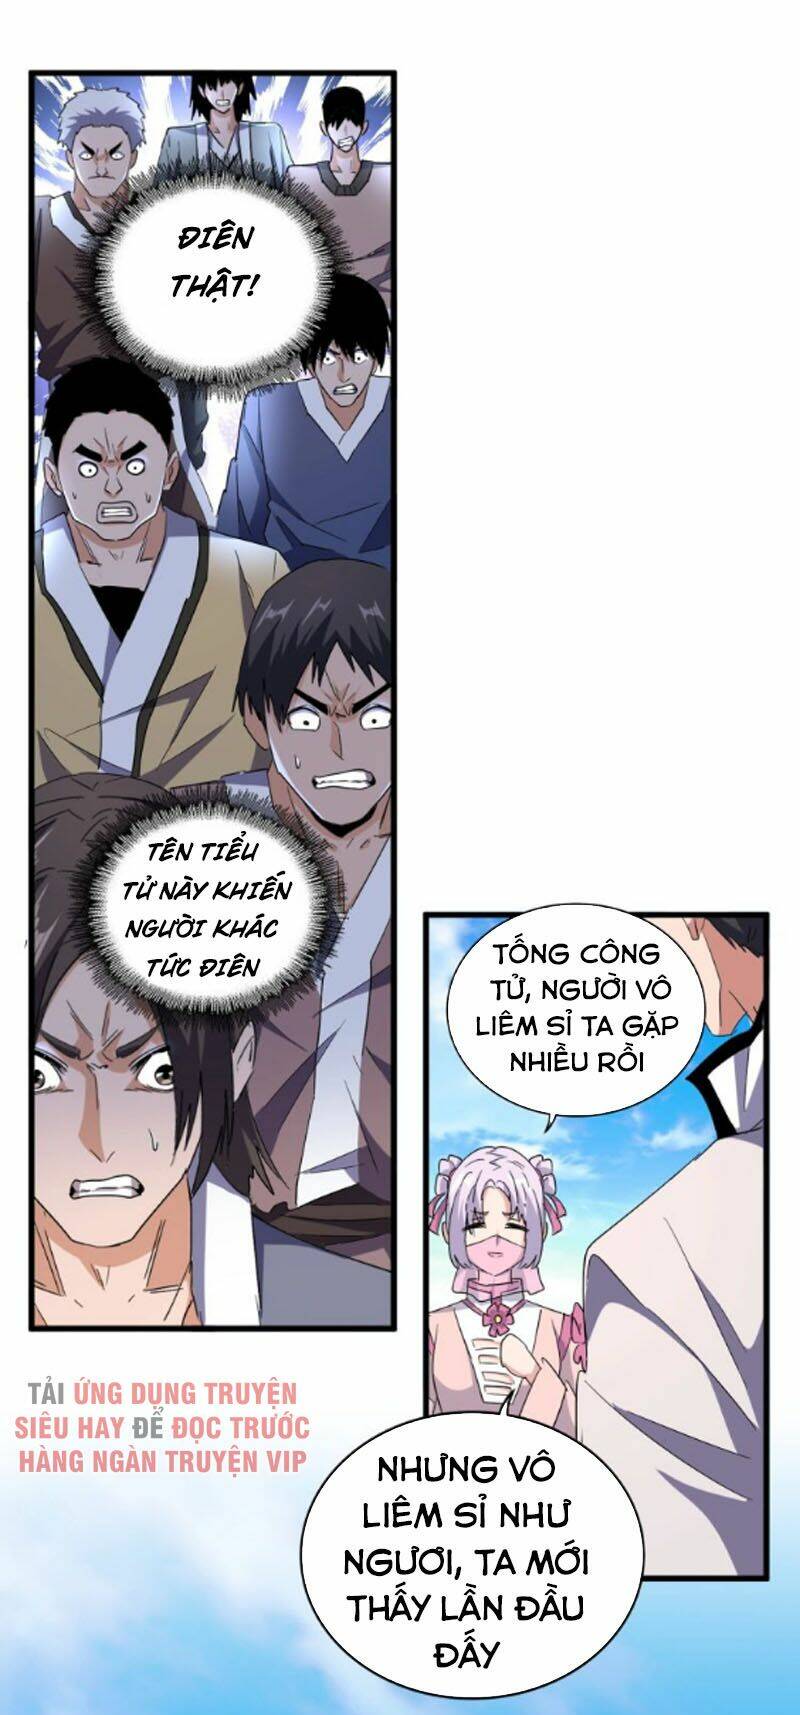 ĐIÊN
THẬT!
TÊN TIỂU
TỬ NÀY KHIẾN
NGƯỜI KHÁC
TỨC ĐIÊN
TỐNG CÔNG
TỬ, NGƯỜI VÔ
LIÊM SỈ TA GẶP
NHIỀU RỒI
NHƯNG VÔ
LIÊM SỈ NHƯ
NGƯƠI, TA MỚI
THẤY LẦN ĐẦU
ĐẤY
TẢI ỨNG DỤNG TRUYỆN
SIÊU HAY ĐỂ ĐỌC TRƯỚC
HÀNG NGÀN TRUYỆN VIP